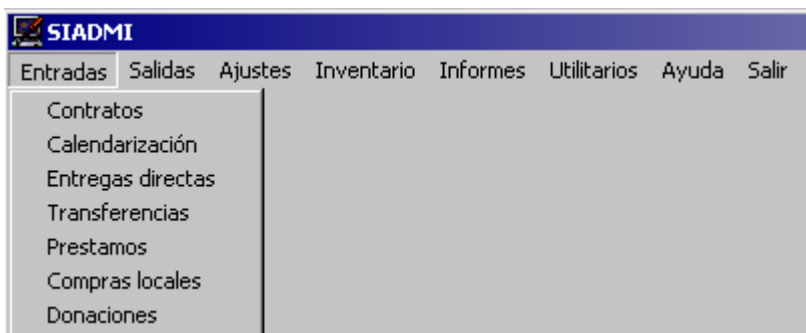 SIADMI
Entradas Salidas Ajustes Inventario Informes Utilitarios Ayuda Salir
Contratos
Calendarización
Entregas directas
Transferencias
Prestamos
Compras locales
Donaciones